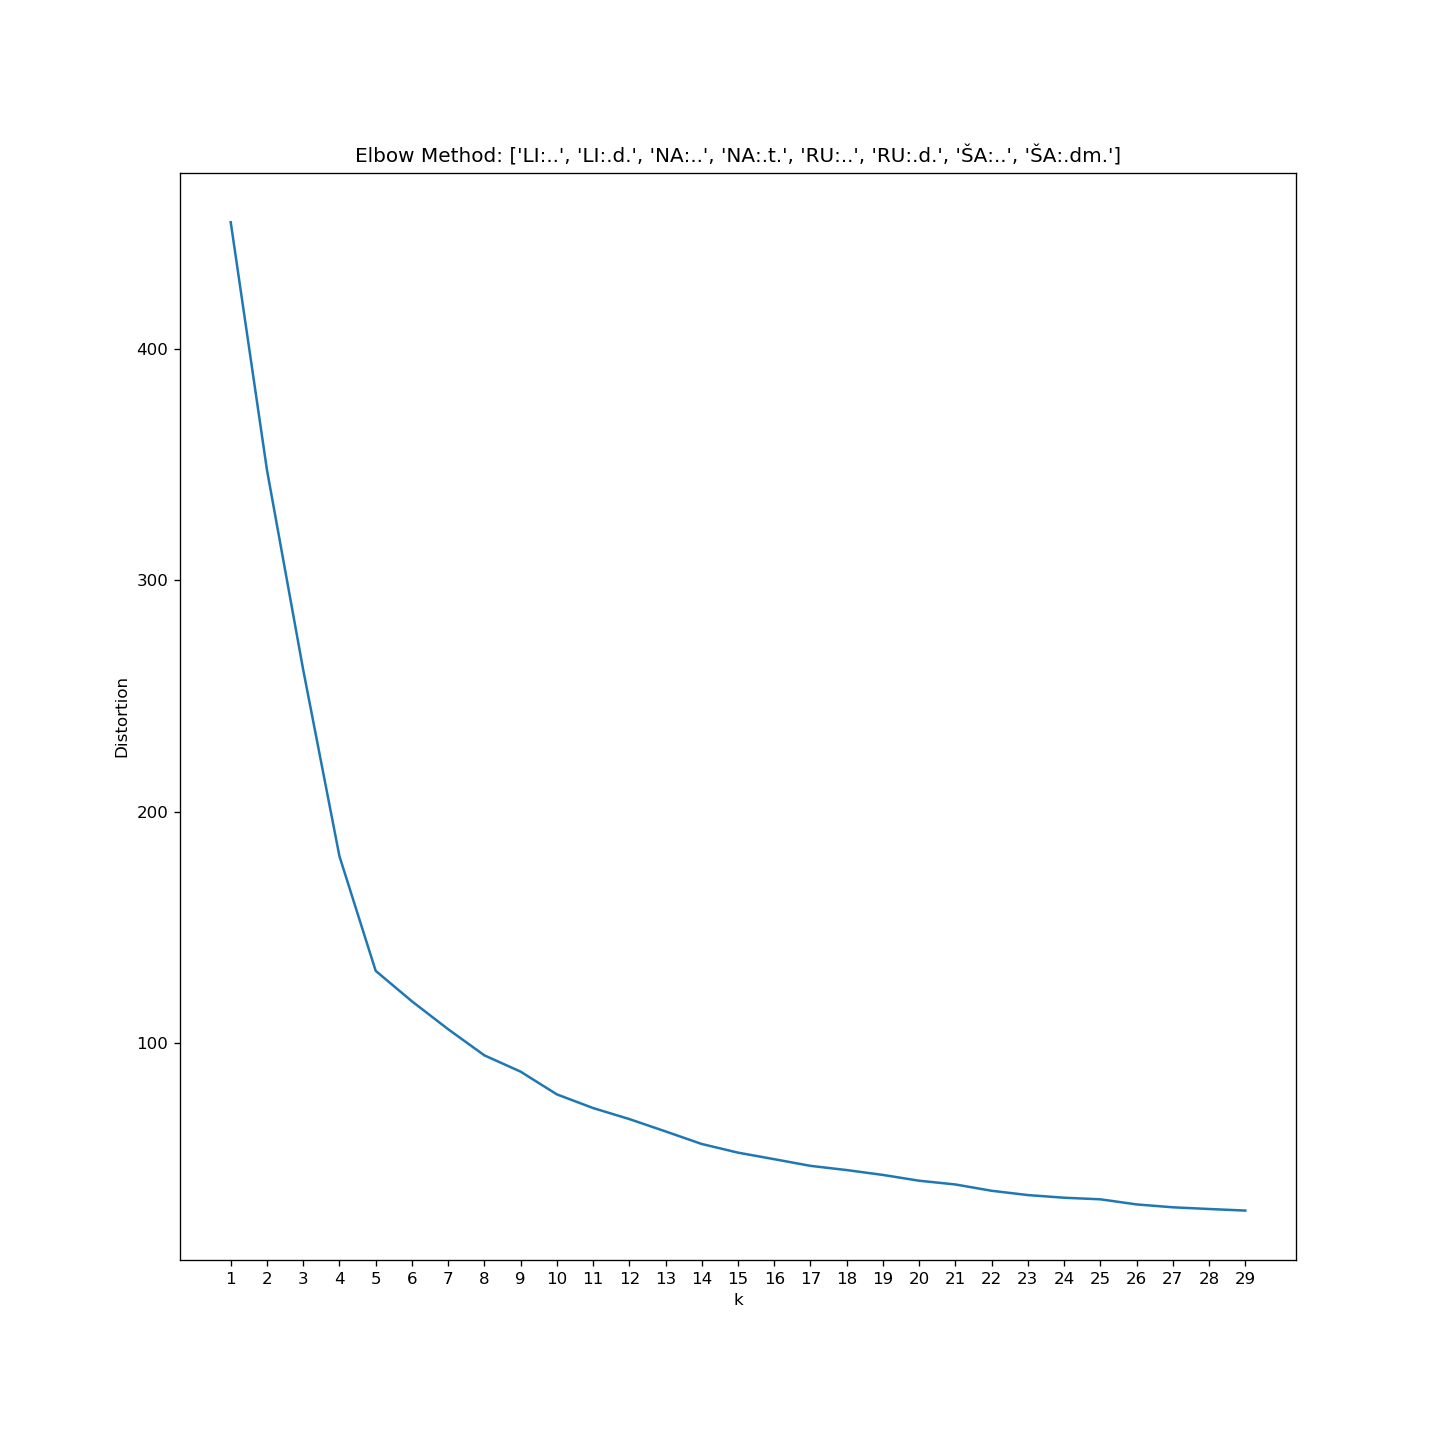 Elbow Method: ['LI:..', 'LI:.d.', 'NA:..', 'NA:.t.', 'RU:..', 'RU:.d.', 'ŠA:..', 'ŠA:.dm.']
400
300
200
100
Distortion
1 2 3 4 5 6 7 8 9 10 11 12 13 14 15 16 17 18 19 20 21 22 23 24 25 26 27 28 29
k